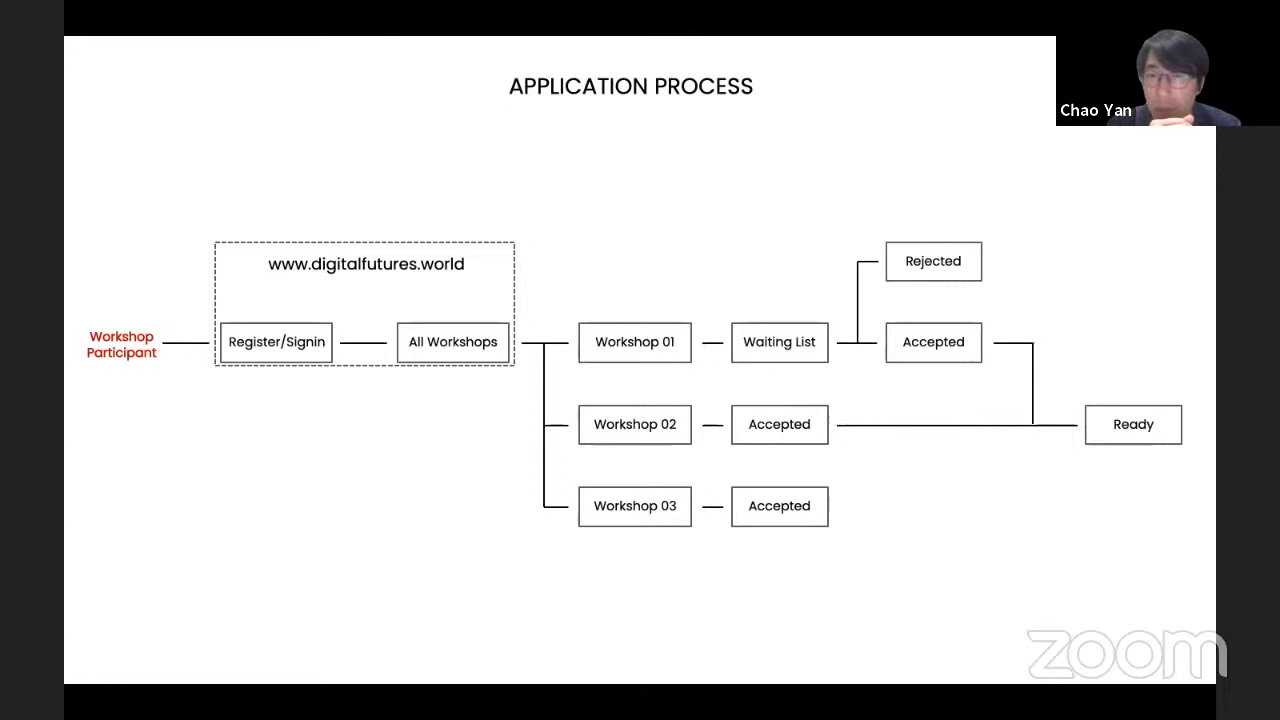 APPLICATION PROCESS
Chao Yan
www.digitalfutures.world
Rejected
Workshop
Participant
Register/Signin
All Workshops
Workshop 01
Waiting List
Accepted
Workshop 02
Accepted
Ready
Workshop 03
Accepted
zoom